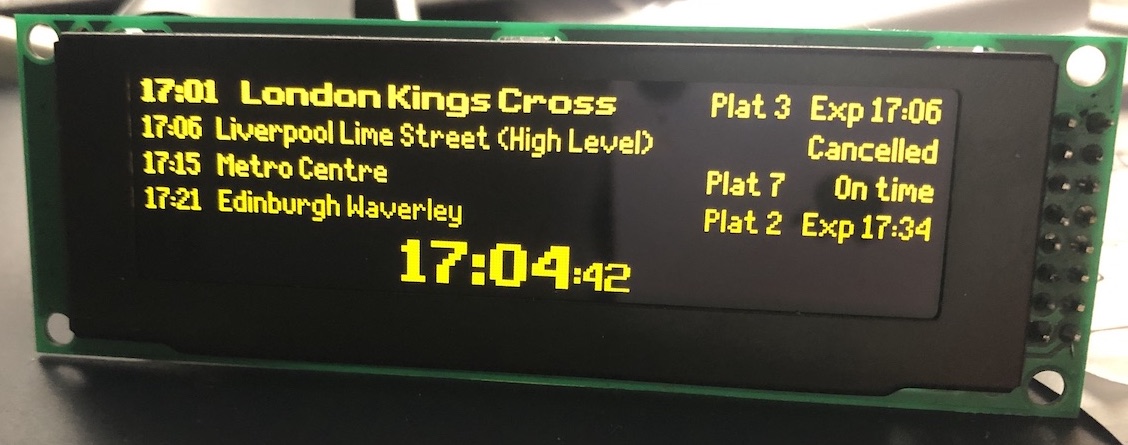 17:01 London Kings Cross Plat 3 Exp 17:06
17:06 Liverpool Lime Street (High Level) Cancelled
17:15 Metro Centre Plat 7 On time
17:21 Edinburgh Waverley Plat 2 Exp 17:34
17:04:42